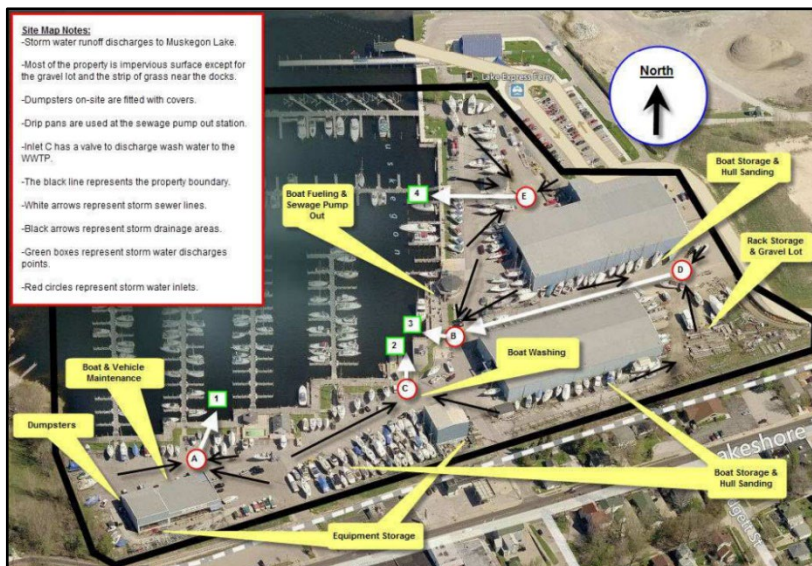 Site Map Notes:
-Storm water runoff discharges to Muskegon Lake.
-Most of the property is impervious surface except for
the gravel lot and the strip of grass near the docks.
-Dumpsters on-site are fitted with covers.
-Drip pans are used at the sewage pump out station.
-Inlet C has a valve to discharge wash water to the
WWTP.
-The black line represents the property boundary.
-White arrows represent storm sewer lines.
-Black arrows represent storm drainage areas.
-Green boxes represent storm water discharges
points.
-Red circles represent storm water inlets.
North
Lake Express Ferry
Boat Storage
& Hull Sanding
Boat Fueling &
Sewage Pump
Out
4
E
Rack Storage
& Gravel Lot
D
3
B
2
Boat Washing
C
Boat & Vehicle
Maintenance
1
Dumpsters
A
akeshore
Boat Storage &
Hull Sanding
Equipment Storage